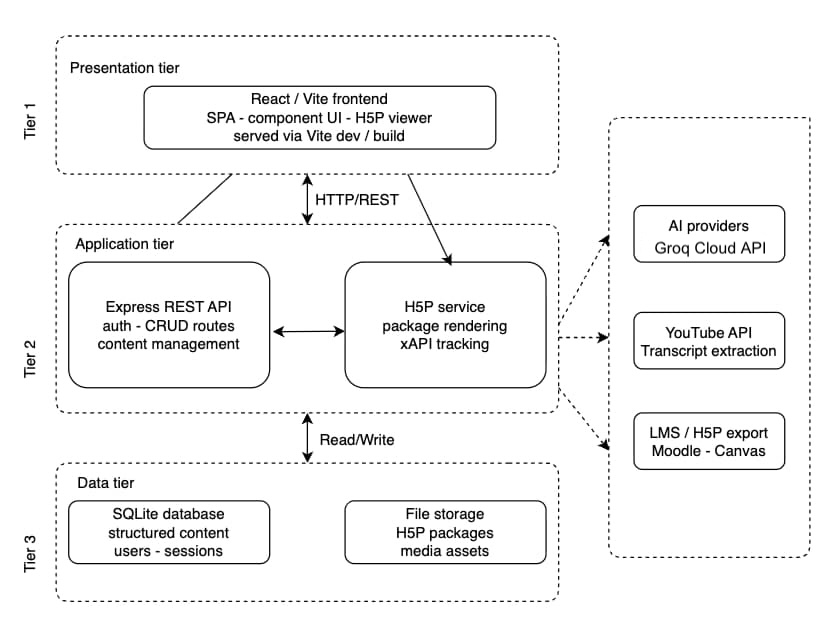 Tier 1
Presentation tier
React / Vite frontend
SPA - component UI - H5P viewer
served via Vite dev / build
HTTP/REST
Tier 2
Application tier
Express REST API
auth - CRUD routes
content management
H5P service
package rendering
xAPI tracking
Read/Write
Tier 3
Data tier
SQLite database
structured content
users - sessions
File storage
H5P packages
media assets
AI providers
Groq Cloud API
YouTube API
Transcript extraction
LMS / H5P export
Moodle - Canvas